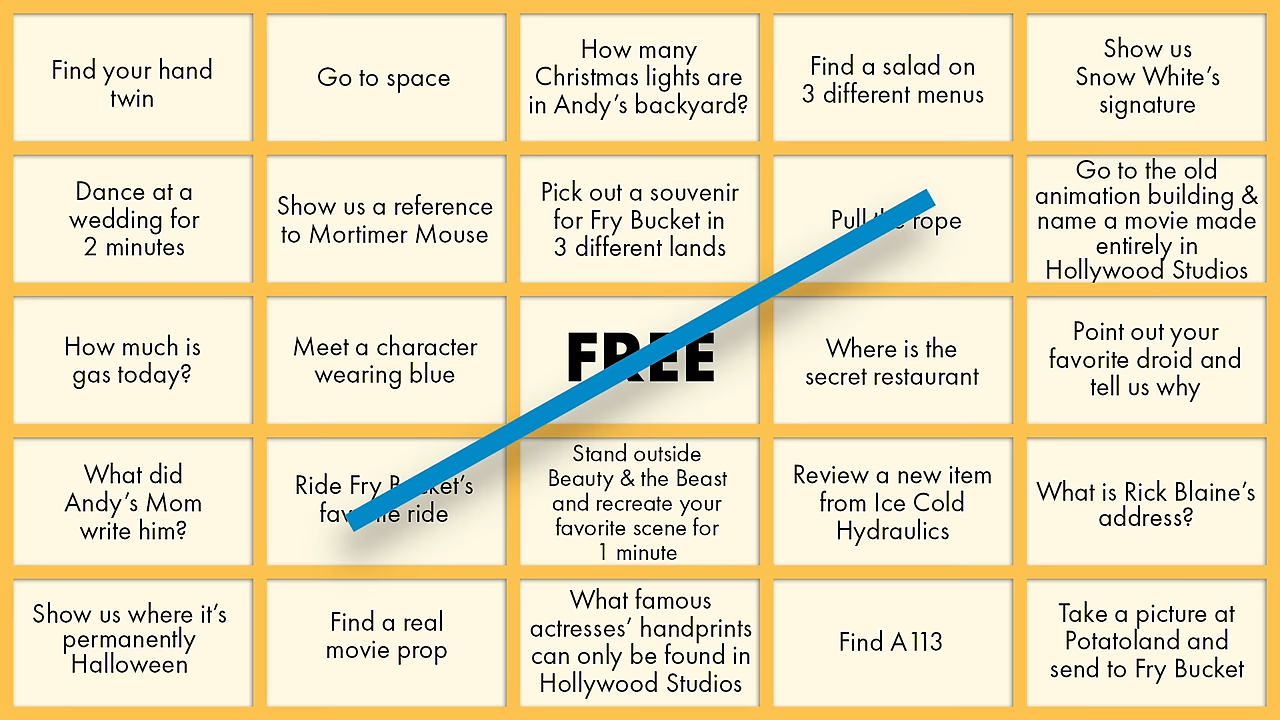 Find your hand
twin
Go to space
How many
Christmas lights are
in Andy's backyard?
Find a salad on
3 different menus
Show us
Snow White's
signature
Dance at a
wedding for
2 minutes
Show us a reference
to Mortimer Mouse
Pick out a souvenir
for Fry Bucket in
3 different lands
Pull the rope
Go to the old
animation building &
name a movie made
entirely in
Hollywood Studios
How much is
gas today?
Meet a character
wearing blue
FREE
Where is the
secret restaurant
Point out your
favorite droid and
tell us why
What did
Andy's Mom
write him?
Ride Fry Bucket's
favorite ride
Stand outside
Beauty & the Beast
and recreate your
favorite scene for
1 minute
Review a new item
from Ice Cold
Hydraulics
What is Rick Blaine's
address?
Show us where it's
permanently
Halloween
Find a real
movie prop
What famous
actresses' handprints
can only be found in
Hollywood Studios
Find A113
Take a picture at
Potatoland and
send to Fry Bucket